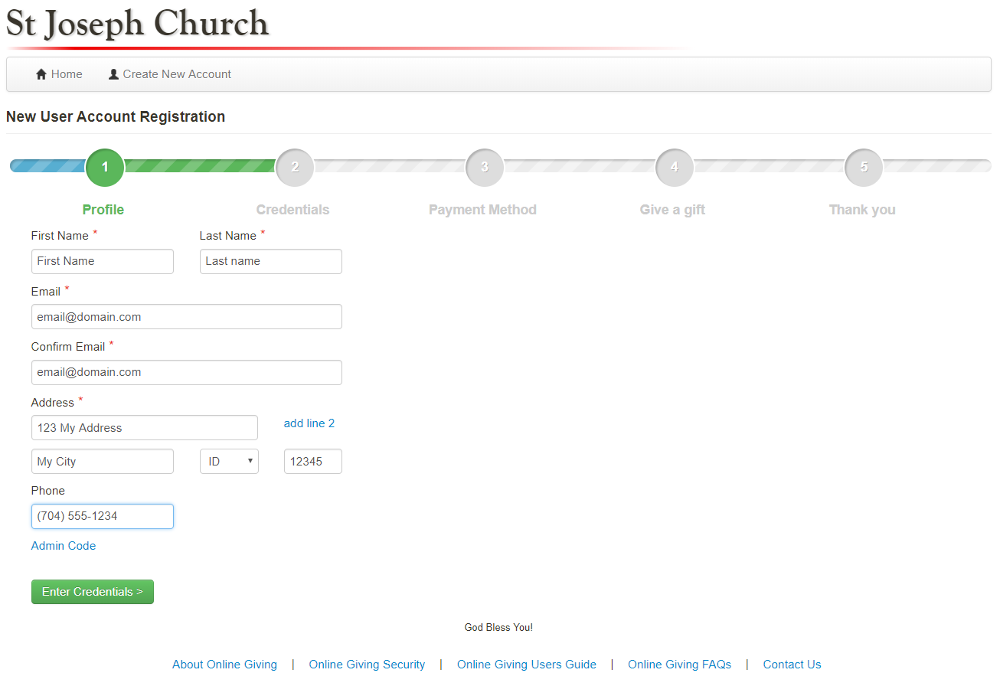 St Joseph Church
Home Create New Account
New User Account Registration
1 2 3 4 5
Profile Credentials Payment Method Give a gift Thank you
First Name * Last Name *
First Name Last name
Email *
email@domain.com
Confirm Email *
email@domain.com
Address *
123 My Address add line 2
My City ID 12345
Phone
(704) 555-1234
Admin Code
Enter Credentials >
God Bless You!
About Online Giving | Online Giving Security | Online Giving Users Guide | Online Giving FAQs | Contact Us